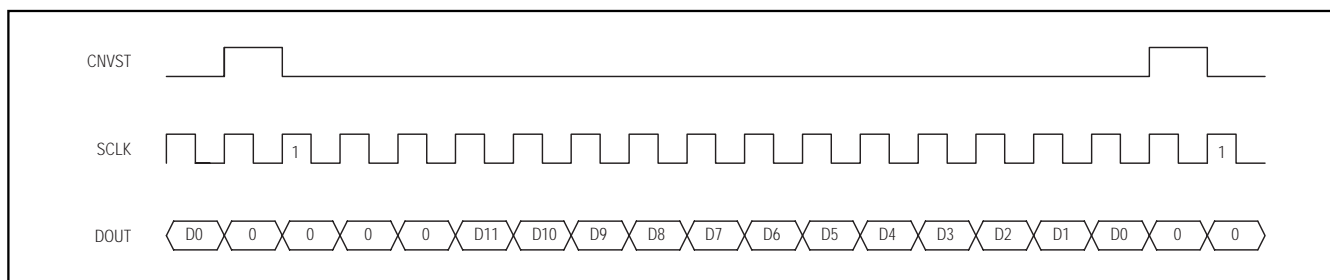 CNVST
SCLK 1 1
DOUT D0 0 0 0 0 D11 D10 D9 D8 D7 D6 D5 D4 D3 D2 D1 D0 0 0